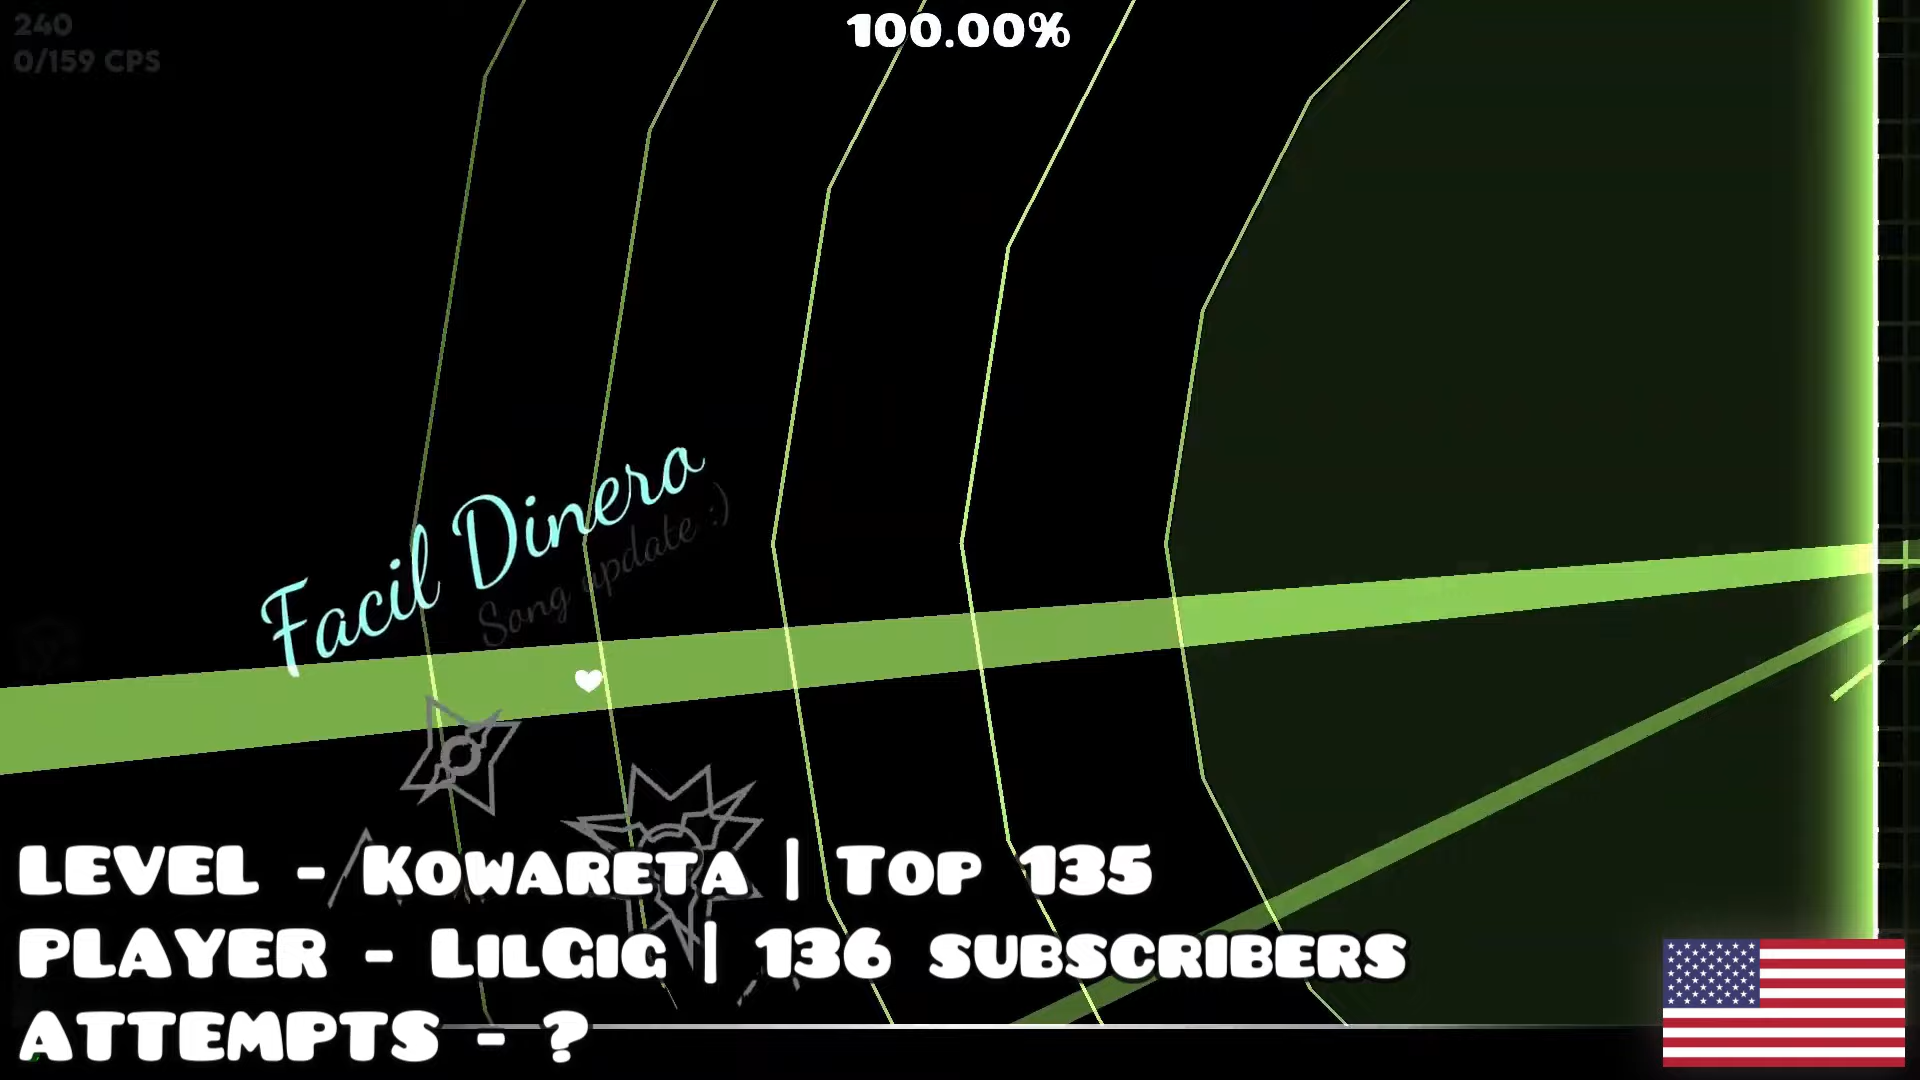 240
0/159 CPS
100.00%
Facil Dinero
Song update :)
LEVEL - Kowareta | Top 135
PLAYER - LilGig | 136 subscribers
ATTEMPTS - ?